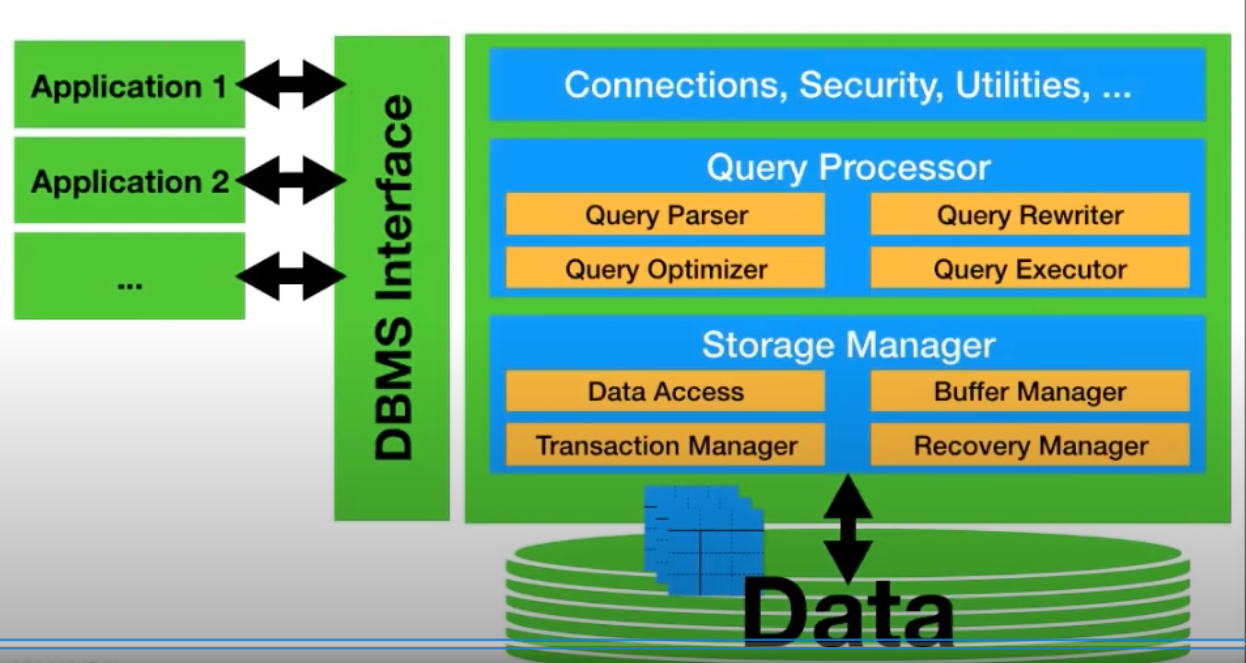 Application 1
Application 2
...
DBMS Interface
Connections, Security, Utilities, ...
Query Processor
Query Parser
Query Rewriter
Query Optimizer
Query Executor
Storage Manager
Data Access
Buffer Manager
Transaction Manager
Recovery Manager
Data